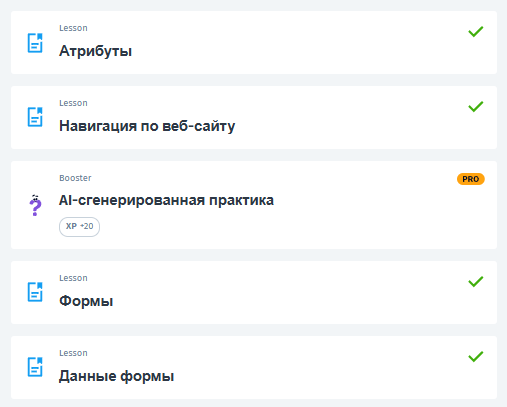 Lesson
Атрибуты
Lesson
Навигация по веб-сайту
Booster
PRO
AI-сгенерированная практика
XP +20
Lesson
Формы
Lesson
Данные формы